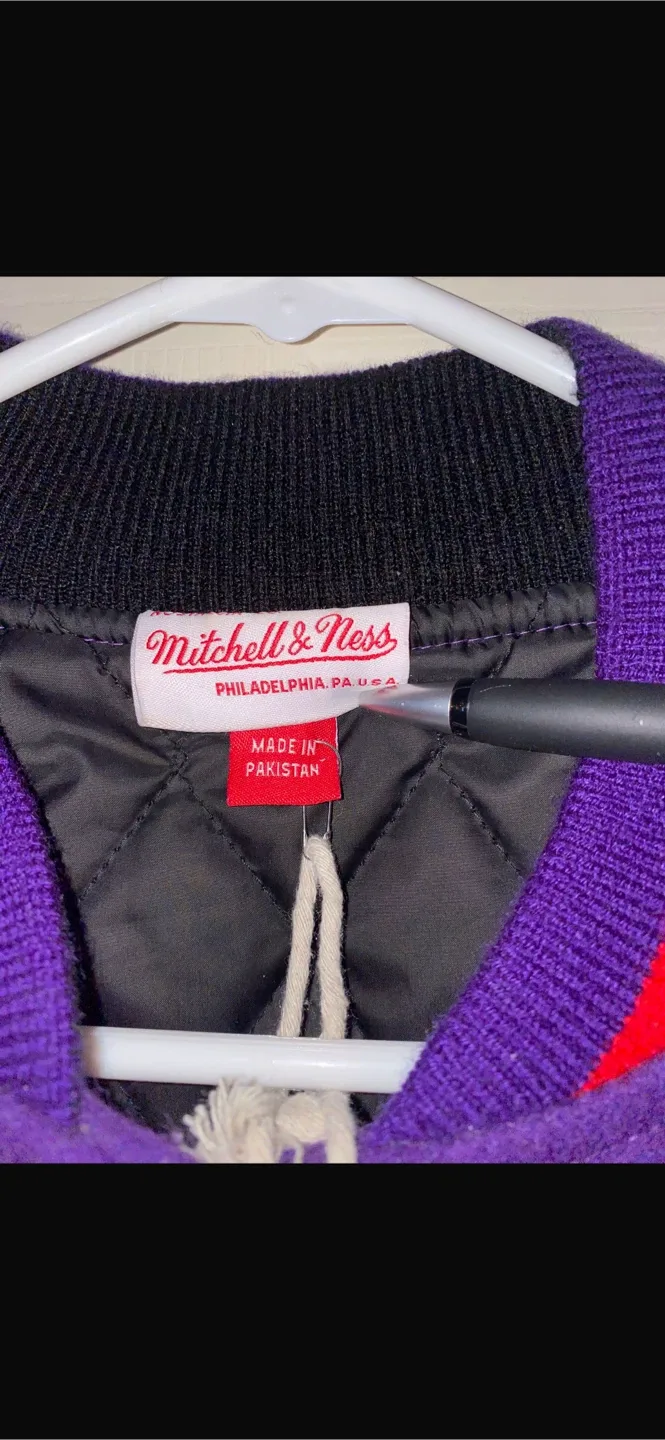 Mitchell & Ness
PHILADELPHIA, PA. U.S.A.
MADE IN
PAKISTAN